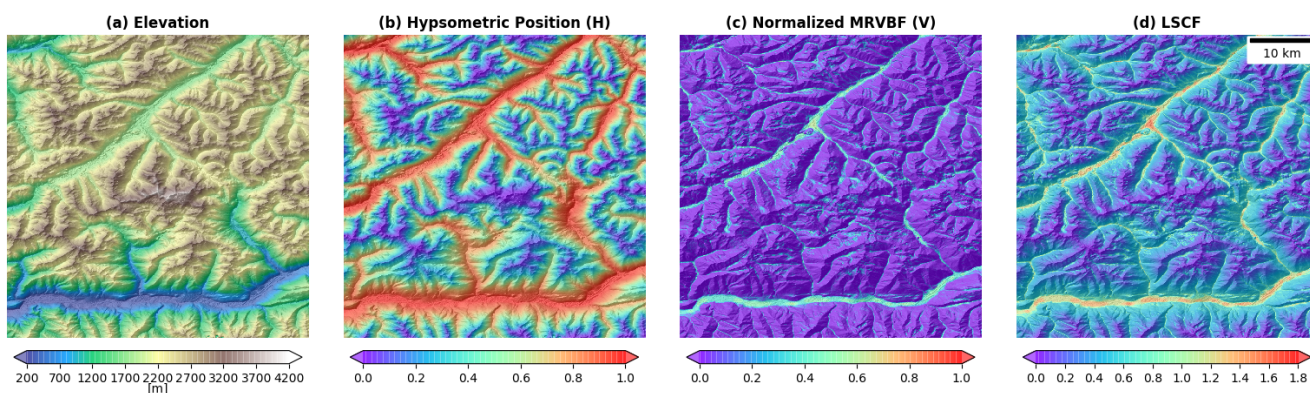 (a) Elevation
(b) Hypsometric Position (H)
(c) Normalized MRVBF (V)
(d) LSCF
10 km
200 700 1200 1700 2200 2700 3200 3700 4200
[m]
0.0 0.2 0.4 0.6 0.8 1.0
0.0 0.2 0.4 0.6 0.8 1.0
0.0 0.2 0.4 0.6 0.8 1.0 1.2 1.4 1.6 1.8